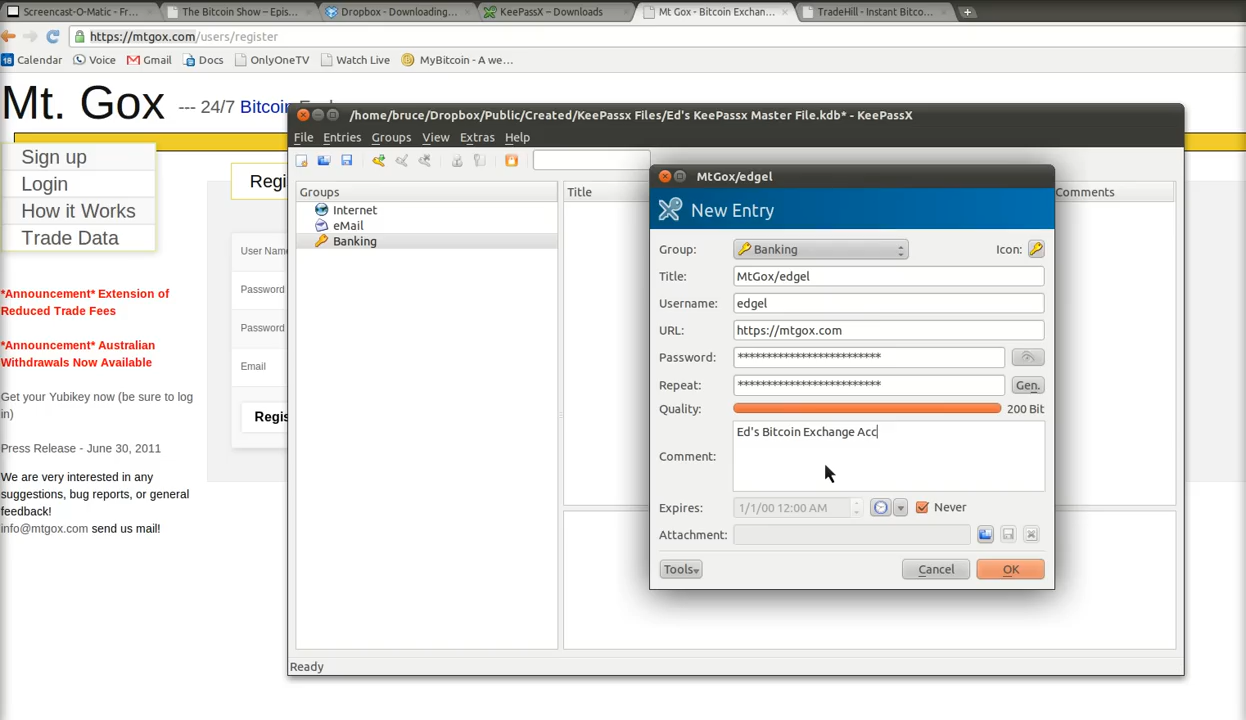 Screencast-O-Matic - Fr...
The Bitcoin Show – Epis...
Dropbox - Downloading...
KeePassX – Downloads
Mt Gox - Bitcoin Exchan...
TradeHill - Instant Bitco...
https://mtgox.com/users/register
18 Calendar
Voice
Gmail
Docs
OnlyOneTV
Watch Live
MyBitcoin - A we...
Mt. Gox --- 24/7 Bitcoin
Sign up
Login
How it Works
Trade Data
*Announcement* Extension of
Reduced Trade Fees
*Announcement* Australian
Withdrawals Now Available
Get your Yubikey now (be sure to log
in)
Press Release - June 30, 2011
We are very interested in any
suggestions, bug reports, or general
feedback!
info@mtgox.com send us mail!
Regi
User Name
Password
Password
Email
Regis
/home/bruce/Dropbox/Public/Created/KeePassx Files/Ed's KeePassx Master File.kdb* - KeePassX
File Entries Groups View Extras Help
Groups
Internet
eMail
Banking
Title
Comments
Ready
MtGox/edgel
New Entry
Group: Banking Icon:
Title: MtGox/edgel
Username: edgel
URL: https://mtgox.com
Password: *************************
Repeat: ************************* Gen.
Quality: 200 Bit
Comment: Ed's Bitcoin Exchange Acc
Expires: 1/1/00 12:00 AM Never
Attachment:
Tools Cancel OK